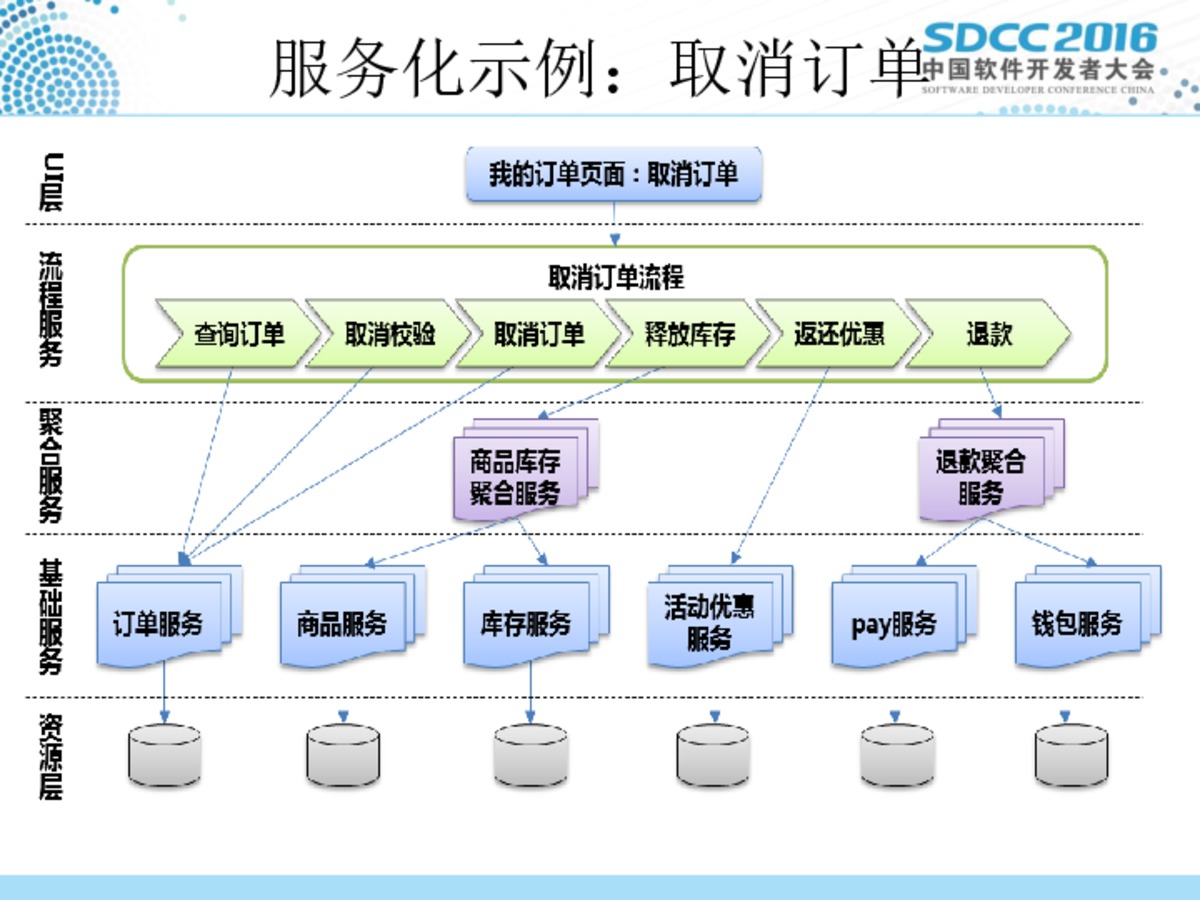 服务化示例：取消订单
SDCC 2016
中国软件开发者大会
SOFTWARE DEVELOPER CONFERENCE CHINA
UI层
我的订单页面：取消订单
流程服务
取消订单流程
查询订单
取消校验
取消订单
释放库存
返还优惠
退款
聚合服务
商品库存
聚合服务
退款聚合
服务
基础服务
订单服务
商品服务
库存服务
活动优惠
服务
pay服务
钱包服务
资源层